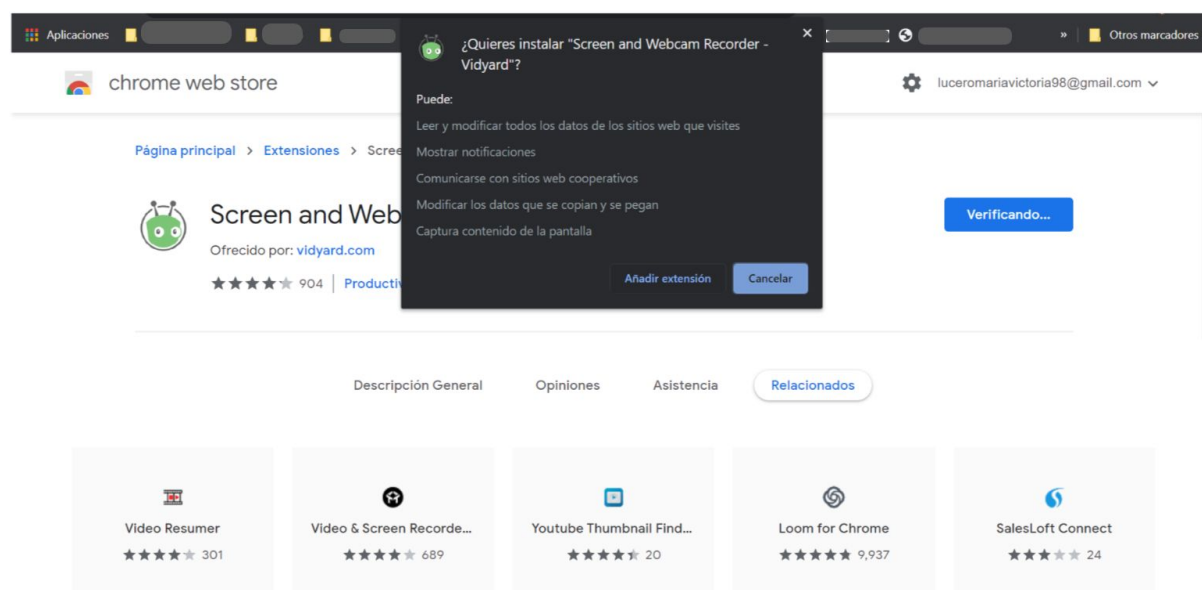 Aplicaciones
»
Otros marcadores
¿Quieres instalar "Screen and Webcam Recorder -
Vidyard"?
Puede:
Leer y modificar todos los datos de los sitios web que visites
Mostrar notificaciones
Comunicarse con sitios web cooperativos
Modificar los datos que se copian y se pegan
Captura contenido de la pantalla
Añadir extensión
Cancelar
chrome web store
luceromariavictoria98@gmail.com
Página principal > Extensiones > Scree
Screen and Web
Verificando...
Ofrecido por: vidyard.com
904 | Producti
Descripción General
Opiniones
Asistencia
Relacionados
Video Resumer
301
Video & Screen Recorde...
689
Youtube Thumbnail Find...
20
Loom for Chrome
9,937
SalesLoft Connect
24